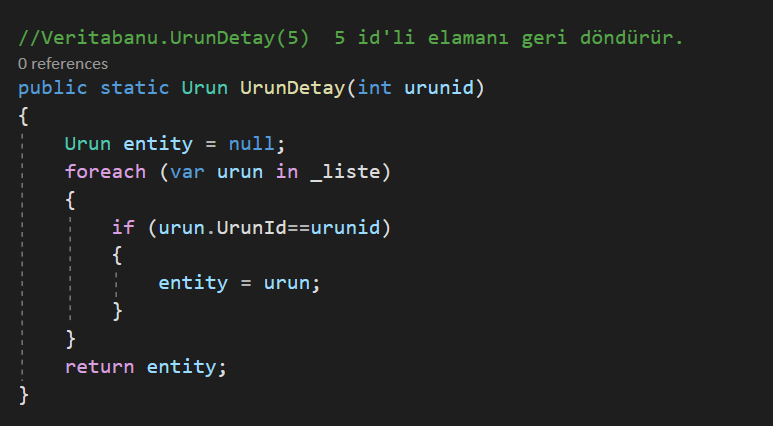 //Veritabanu.UrunDetay(5)  5 id'li elamanı geri döndürür.
0 references
public static Urun UrunDetay(int urunid)
{
    Urun entity = null;
    foreach (var urun in _liste)
    {
        if (urun.UrunId==urunid)
        {
            entity = urun;
        }
    }
    return entity;
}